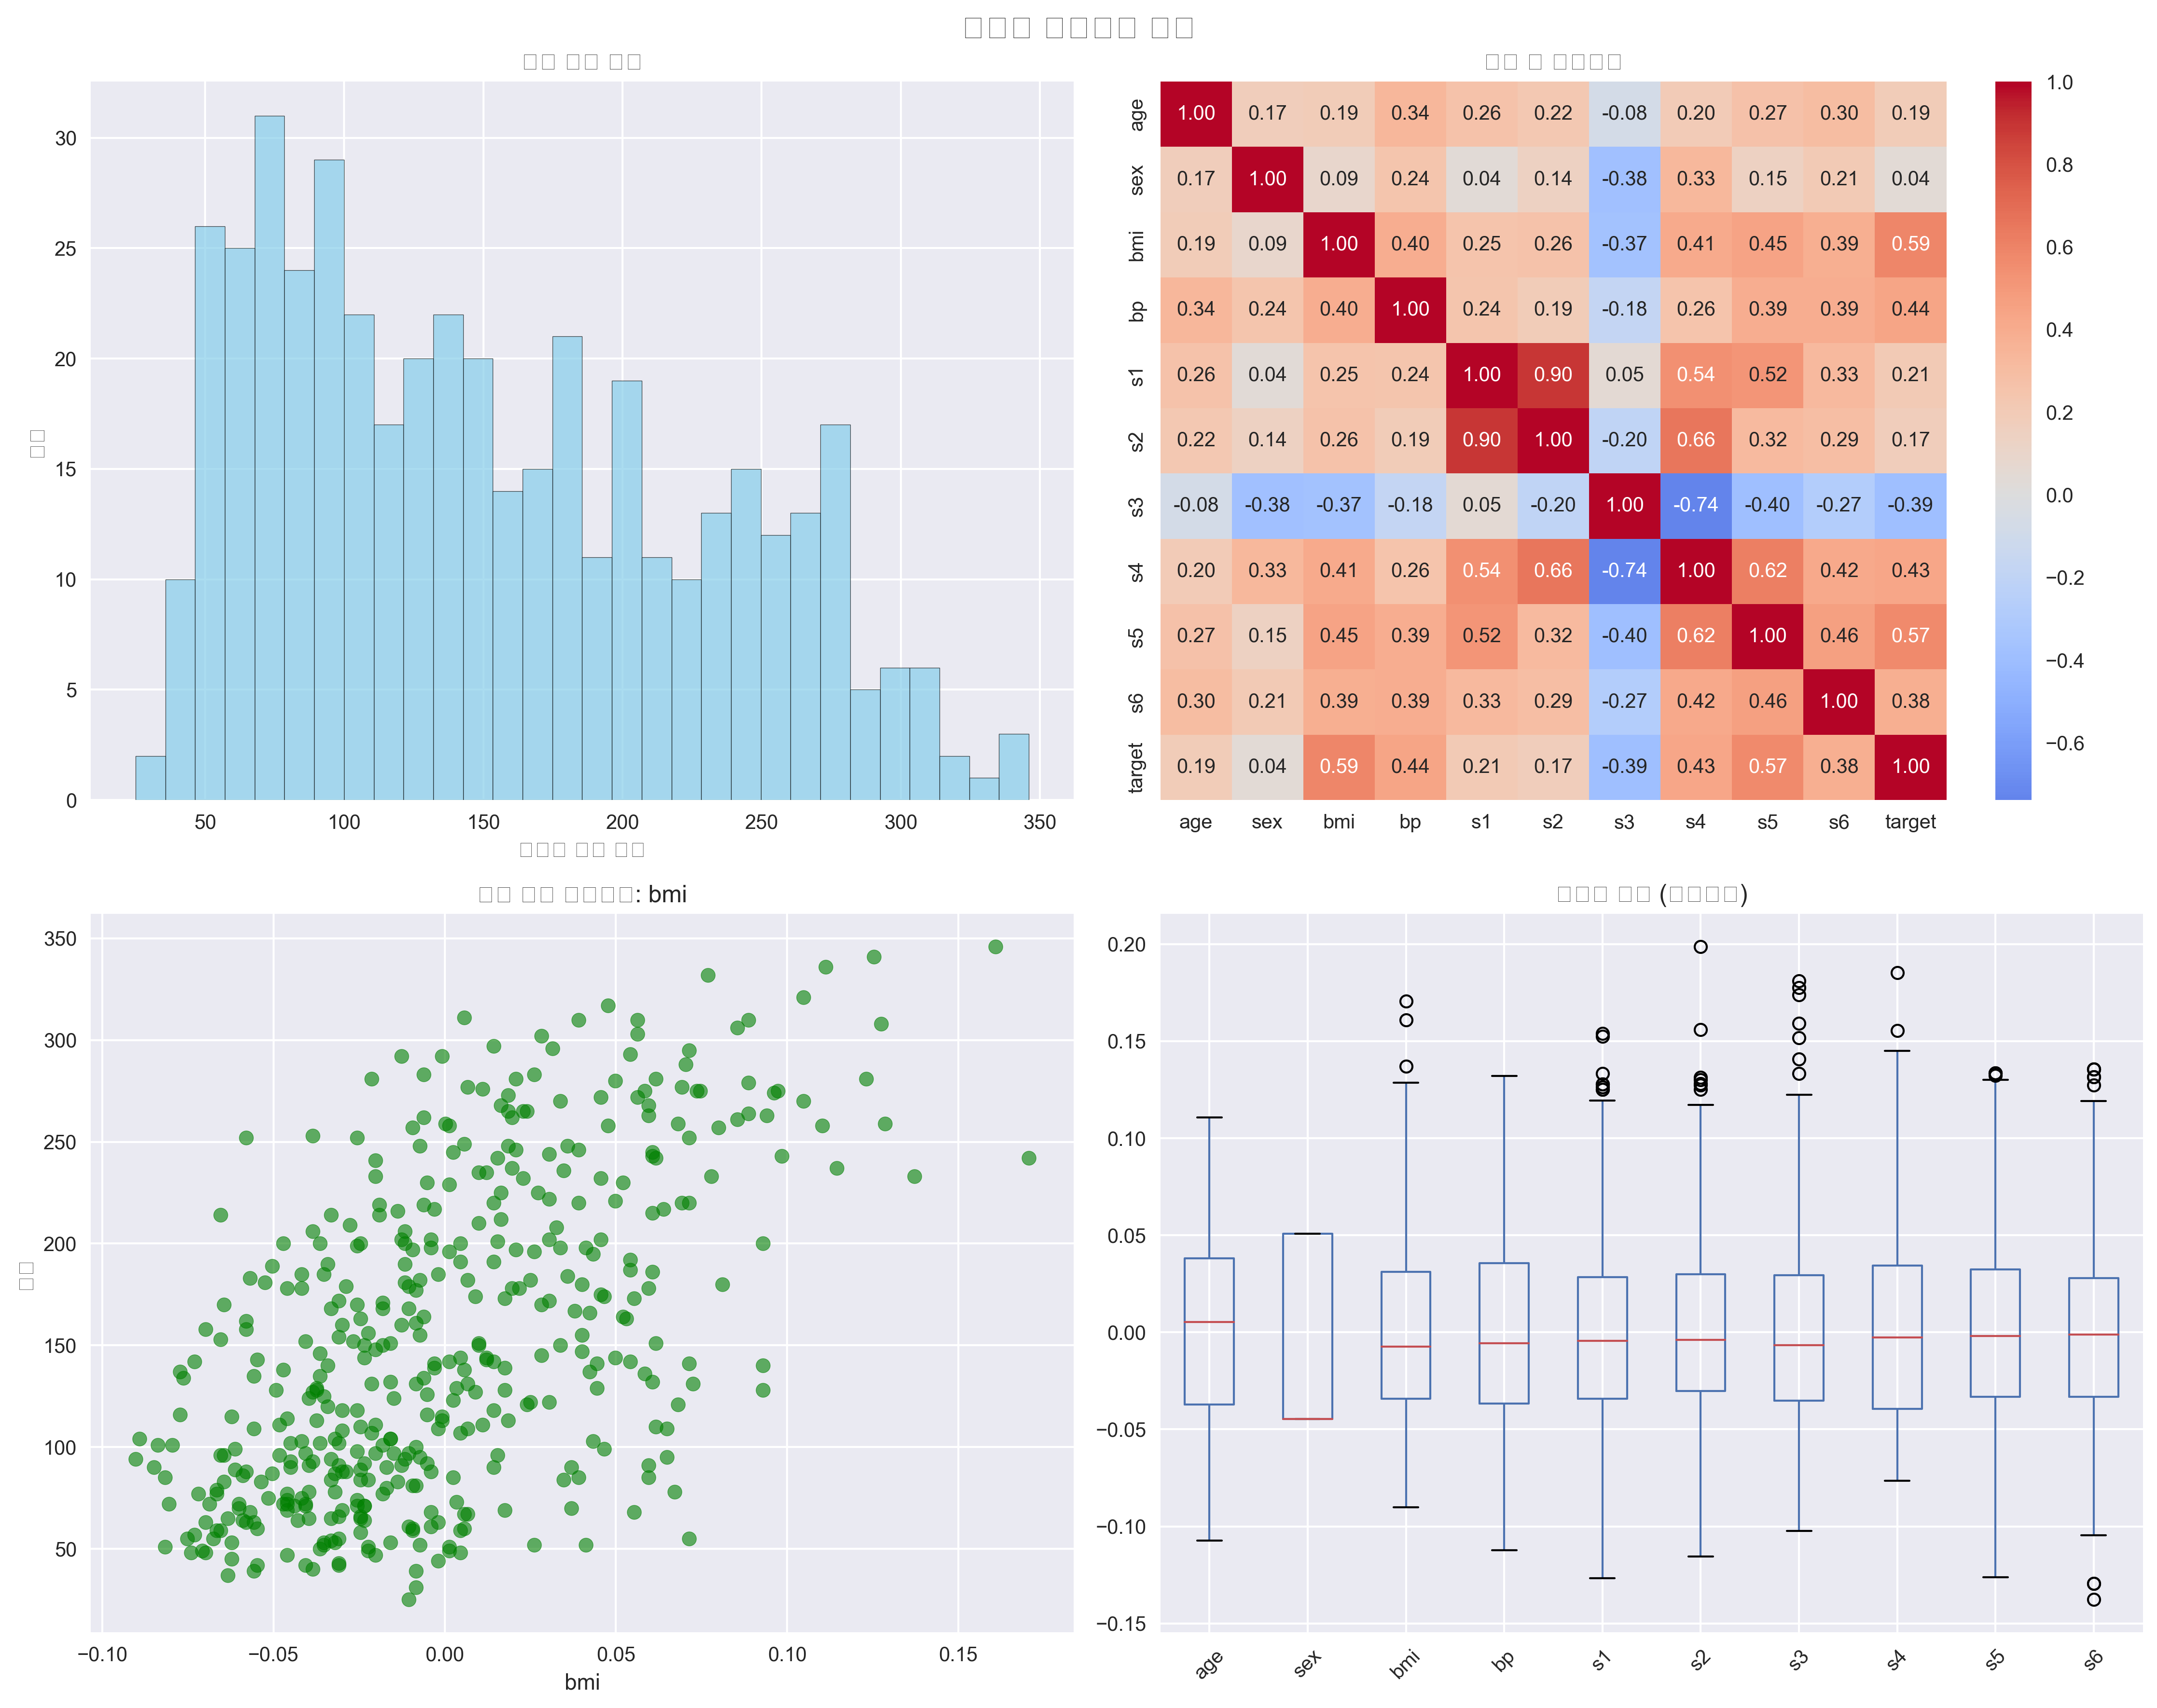 : bmi
( )
30
25
20
15
10
5
0
50 100 150 200 250 300 350
age 1.00 0.17 0.19 0.34 0.26 0.22 -0.08 0.20 0.27 0.30 0.19
sex 0.17 1.00 0.09 0.24 0.04 0.14 -0.38 0.33 0.15 0.21 0.04
bmi 0.19 0.09 1.00 0.40 0.25 0.26 -0.37 0.41 0.45 0.39 0.59
bp 0.34 0.24 0.40 1.00 0.24 0.19 -0.18 0.26 0.39 0.39 0.44
s1 0.26 0.04 0.25 0.24 1.00 0.90 0.05 0.54 0.52 0.33 0.21
s2 0.22 0.14 0.26 0.19 0.90 1.00 -0.20 0.66 0.32 0.29 0.17
s3 -0.08 -0.38 -0.37 -0.18 0.05 -0.20 1.00 -0.74 -0.40 -0.27 -0.39
s4 0.20 0.33 0.41 0.26 0.54 0.66 -0.74 1.00 0.62 0.42 0.43
s5 0.27 0.15 0.45 0.39 0.52 0.32 -0.40 0.62 1.00 0.46 0.57
s6 0.30 0.21 0.39 0.39 0.33 0.29 -0.27 0.42 0.46 1.00 0.38
target 0.19 0.04 0.59 0.44 0.21 0.17 -0.39 0.43 0.57 0.38 1.00
age sex bmi bp s1 s2 s3 s4 s5 s6 target
1.0
0.8
0.6
0.4
0.2
0.0
−0.2
−0.4
−0.6
350
300
250
200
150
100
50
−0.10 −0.05 0.00 0.05 0.10 0.15
bmi
0.20
0.15
0.10
0.05
0.00
−0.05
−0.10
−0.15
age sex bmi bp s1 s2 s3 s4 s5 s6